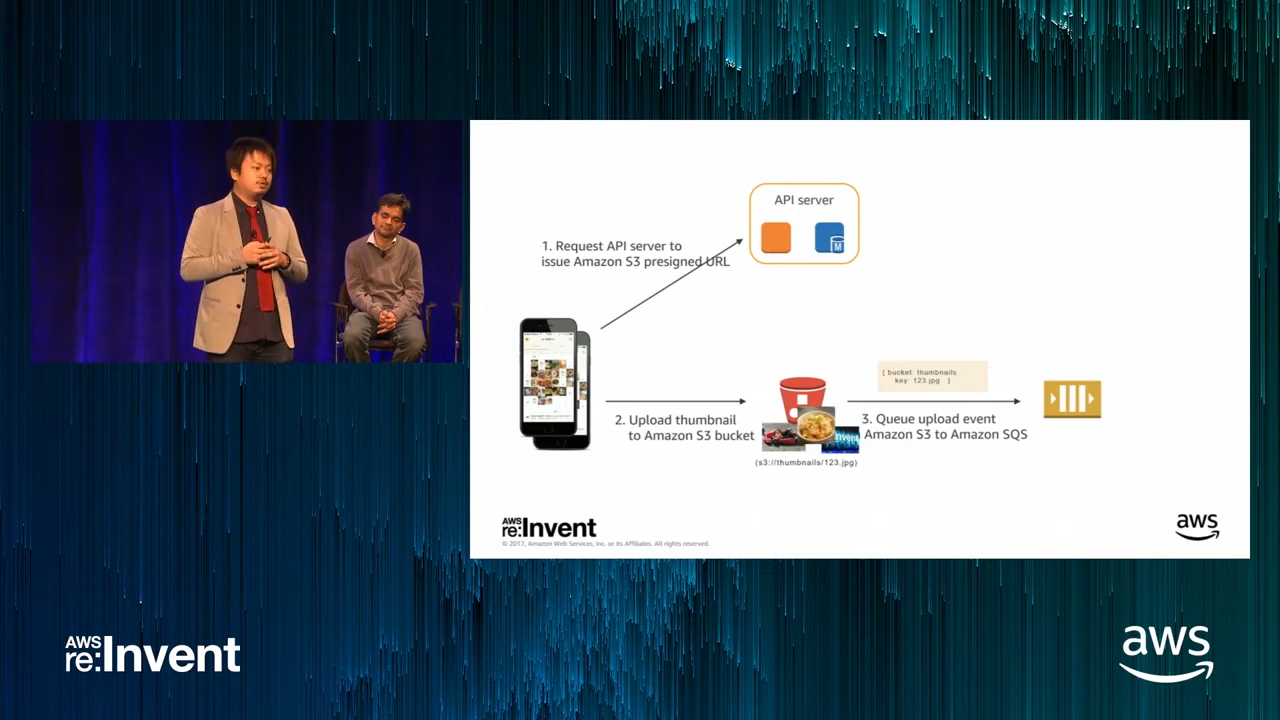 API server
M
1. Request API server to
issue Amazon S3 presigned URL
[ bucket: thumbnails
key: 123.jpg ]
2. Upload thumbnail
to Amazon S3 bucket
3. Queue upload event
Amazon S3 to Amazon SQS
(s3://thumbnails/123.jpg)
AWS
re:Invent
© 2017, Amazon Web Services, Inc. or its Affiliates. All rights reserved.
aws
AWS
re:Invent
aws